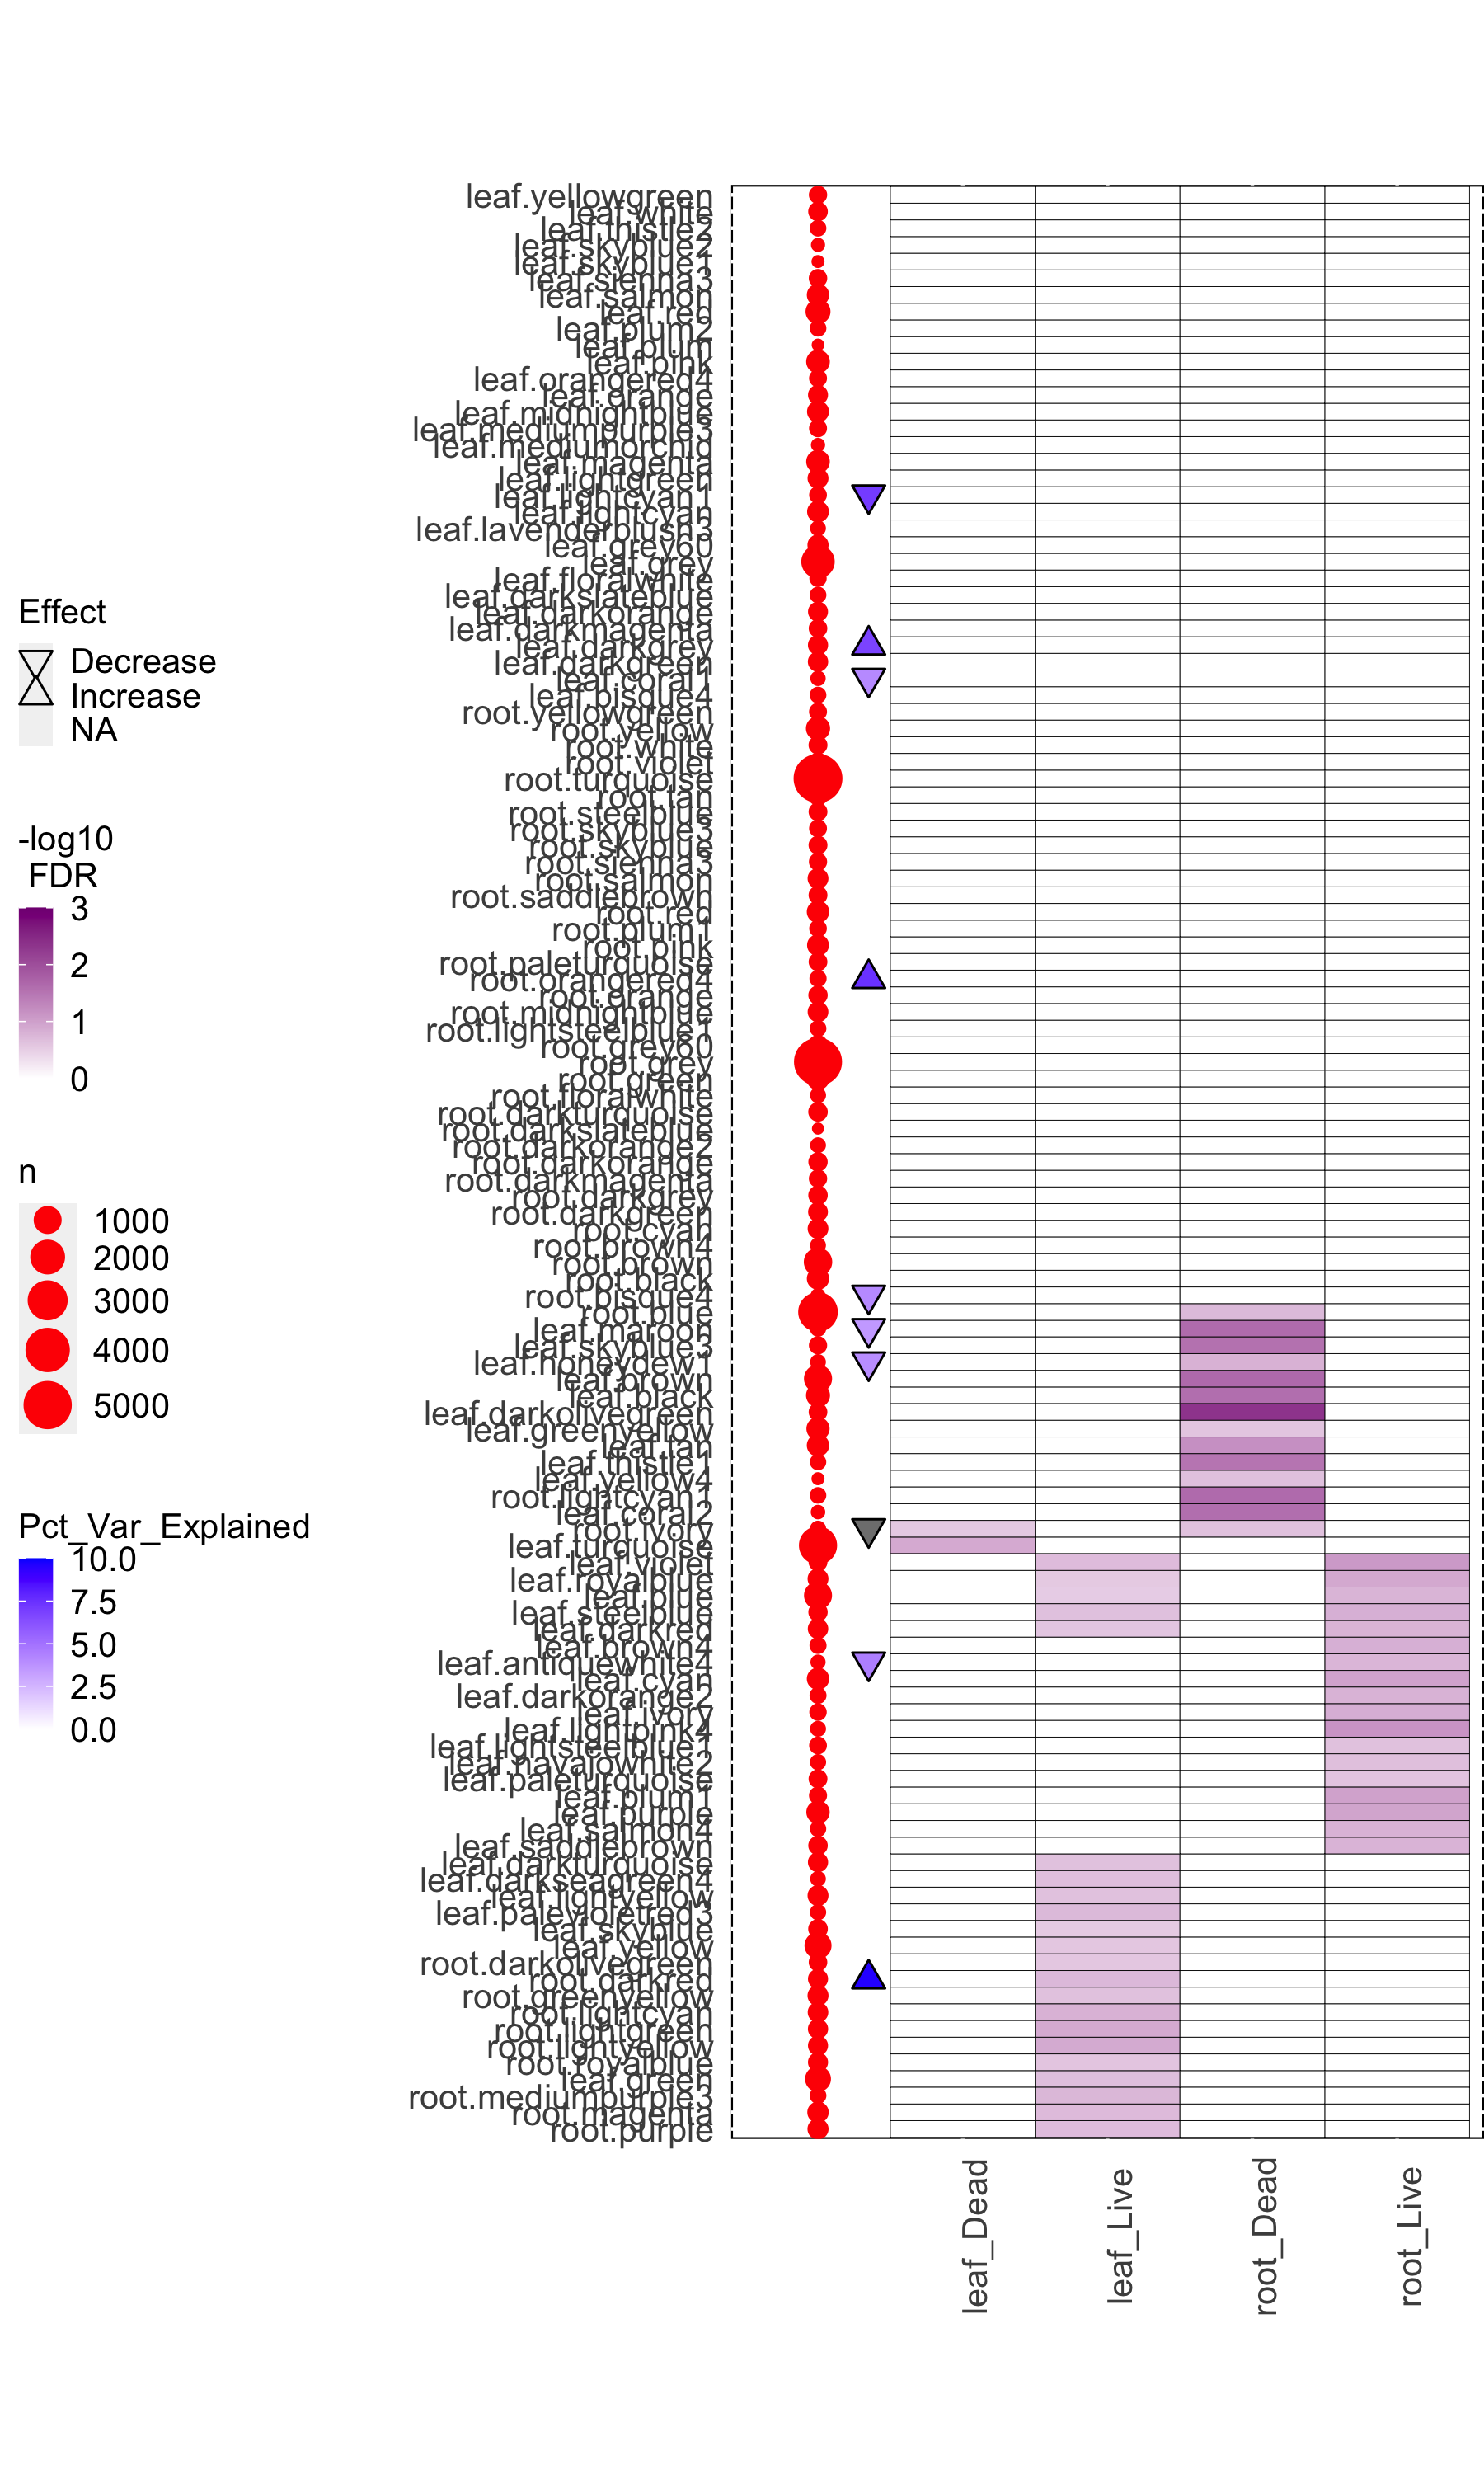 leaf.yellowgreen
leaf.white
leaf.thistle2
leaf.skyblue2
leaf.skyblue1
leaf.sienna3
leaf.salmon
leaf.red
leaf.plum2
leaf.plum
leaf.pink
leaf.orangered4
leaf.orange
leaf.midnightblue
leaf.mediumpurple3
leaf.mediumorchid
leaf.magenta
leaf.lightgreen
leaf.lightcyan1
leaf.lightcyan
leaf.lavenderblush3
leaf.grey60
leaf.grey
leaf.floralwhite
leaf.darkslateblue
leaf.darkorange
leaf.darkmagenta
leaf.darkgrey
leaf.darkgreen
leaf.coral1
leaf.bisque4
root.yellowgreen
root.yellow
root.white
root.violet
root.turquoise
root.tan
root.steelblue
root.skyblue3
root.skyblue
root.sienna3
root.salmon
root.saddlebrown
root.red
root.plum1
root.pink
root.paleturquoise
root.orangered4
root.orange
root.midnightblue
root.lightsteelblue1
root.grey60
root.grey
root.green
root.floralwhite
root.darkturquoise
root.darkslateblue
root.darkorange2
root.darkorange
root.darkmagenta
root.darkgrey
root.darkgreen
root.cyan
root.brown4
root.brown
root.black
root.bisque4
root.blue
leaf.maroon
leaf.skyblue3
leaf.honeydew1
leaf.brown
leaf.black
leaf.darkolivegreen
leaf.greenyellow
leaf.tan
leaf.thistle1
leaf.yellow4
root.lightcyan1
leaf.coral2
root.ivory
leaf.turquoise
leaf.violet
leaf.royalblue
leaf.blue
leaf.steelblue
leaf.darkred
leaf.brown4
leaf.antiquewhite4
leaf.cyan
leaf.darkorange2
leaf.ivory
leaf.lightpink4
leaf.lightsteelblue1
leaf.navajowhite2
leaf.paleturquoise
leaf.plum1
leaf.purple
leaf.salmon4
leaf.saddlebrown
leaf.darkturquoise
leaf.darkseagreen4
leaf.lightyellow
leaf.palevioletred3
leaf.skyblue
leaf.yellow
root.darkolivegreen
root.darkred
root.greenyellow
root.lightcyan
root.lightgreen
root.lightyellow
root.royalblue
leaf.green
root.mediumpurple3
root.magenta
root.purple
leaf_Dead
leaf_Live
root_Dead
root_Live
Effect
Decrease
Increase
NA
-log10
FDR
3
2
1
0
n
1000
2000
3000
4000
5000
Pct_Var_Explained
10.0
7.5
5.0
2.5
0.0